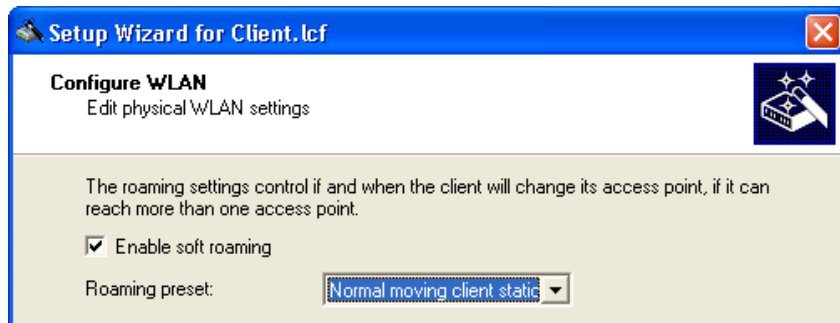 Setup Wizard for Client.lcf
Configure WLAN
Edit physical WLAN settings
The roaming settings control if and when the client will change its access point, if it can
reach more than one access point.
Enable soft roaming
Roaming preset: Normal moving client static